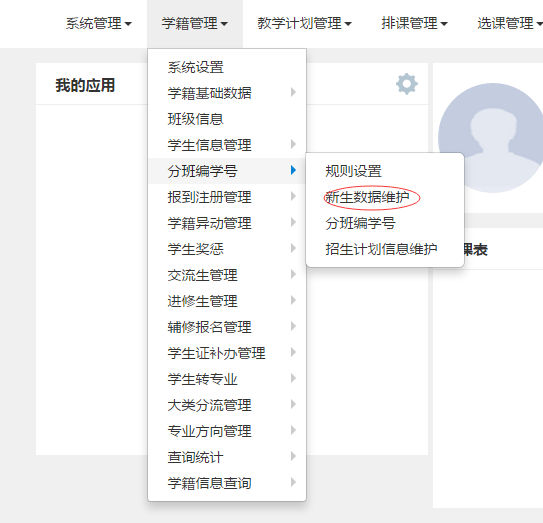 系统管理 学籍管理 教学计划管理 排课管理 选课管理
我的应用
系统设置
学籍基础数据
班级信息
学生信息管理
分班编学号
报到注册管理
学籍异动管理
学生奖惩
交流生管理
进修生管理
辅修报名管理
学生证补办管理
学生转专业
大类分流管理
专业方向管理
查询统计
学籍信息查询
规则设置
新生数据维护
分班编学号
招生计划信息维护
课表